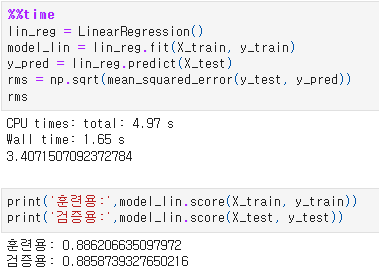 %%time
lin_reg = LinearRegression()
model_lin = lin_reg.fit(X_train, y_train)
y_pred = lin_reg.predict(X_test)
rms = np.sqrt(mean_squared_error(y_test, y_pred))
rms
CPU times: total: 4.97 s
Wall time: 1.65 s
3.4071507092372784
print('훈련용:',model_lin.score(X_train, y_train))
print('검증용:',model_lin.score(X_test, y_test))
훈련용: 0.886206635097972
검증용: 0.8858739327650216